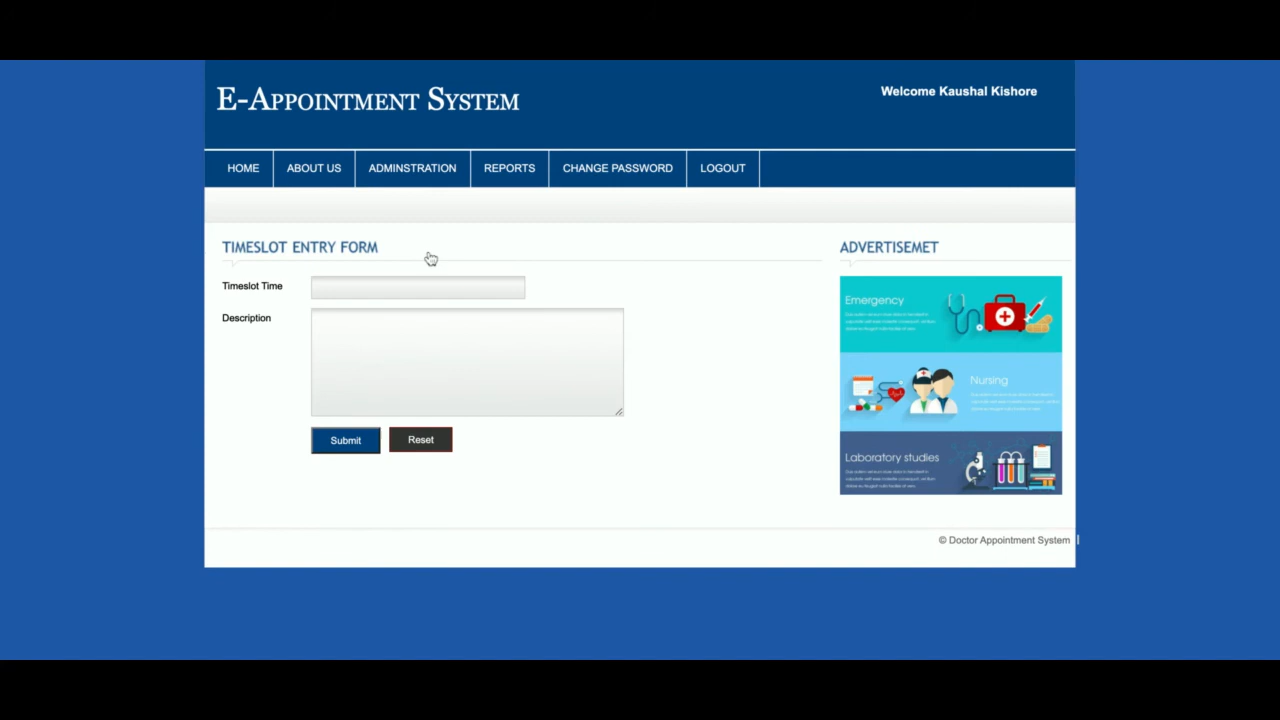 E-Appointment System
Welcome Kaushal Kishore
HOME
ABOUT US
ADMINSTRATION
REPORTS
CHANGE PASSWORD
LOGOUT
TIMESLOT ENTRY FORM
Timeslot Time
Description
Submit
Reset
ADVERTISEMET
Emergency
Nursing
Laboratory studies
© Doctor Appointment System